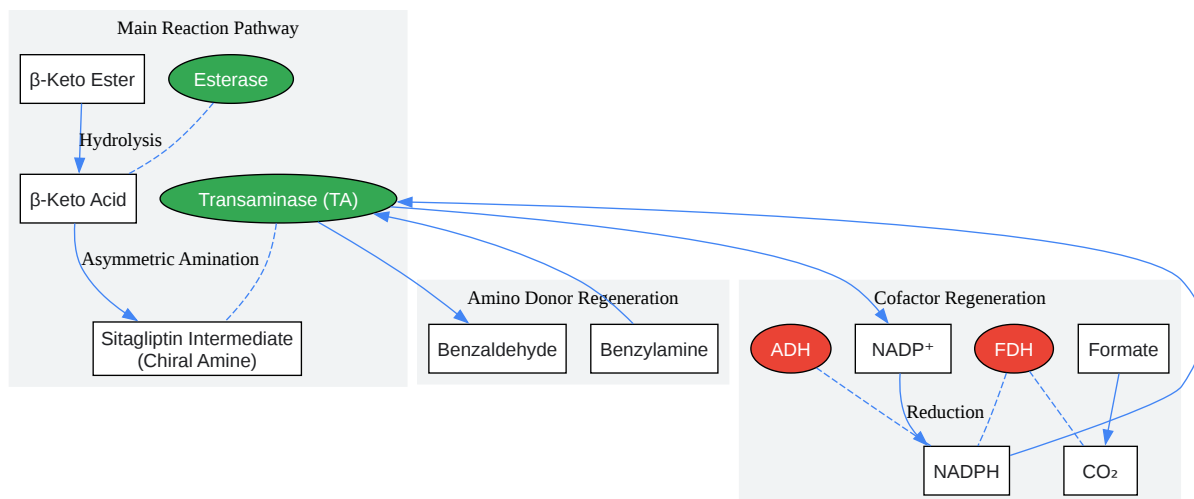 Main Reaction Pathway
β-Keto Ester
Esterase
Hydrolysis
β-Keto Acid
Transaminase (TA)
Asymmetric Amination
Sitagliptin Intermediate
(Chiral Amine)
Amino Donor Regeneration
Benzaldehyde
Benzylamine
Cofactor Regeneration
ADH
NADP⁺
FDH
Formate
Reduction
NADPH
CO₂